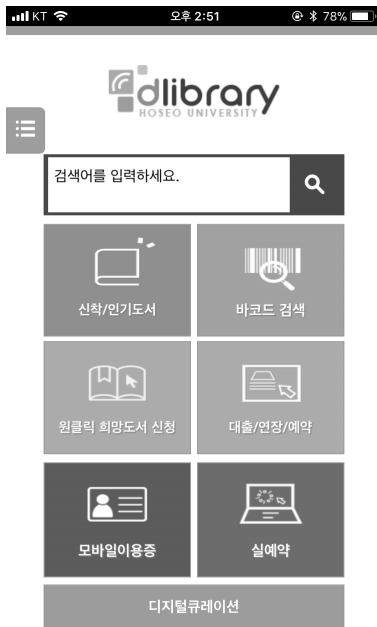 KT 오후 2:51 78%
dlibrary
HOSEO UNIVERSITY
검색어를 입력하세요.
신착/인기도서 바코드 검색
원클릭 희망도서 신청 대출/연장/예약
모바일이용증 실예약
디지털큐레이션